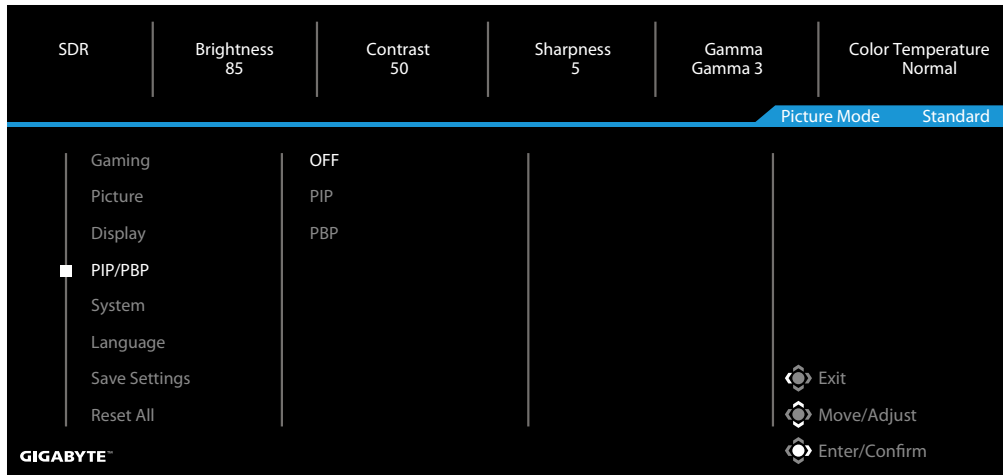 SDR
Brightness
85
Contrast
50
Sharpness
5
Gamma
Gamma 3
Color Temperature
Normal
Picture Mode Standard
Gaming
Picture
Display
PIP/PBP
System
Language
Save Settings
Reset All
OFF
PIP
PBP
Exit
Move/Adjust
Enter/Confirm
GIGABYTE™